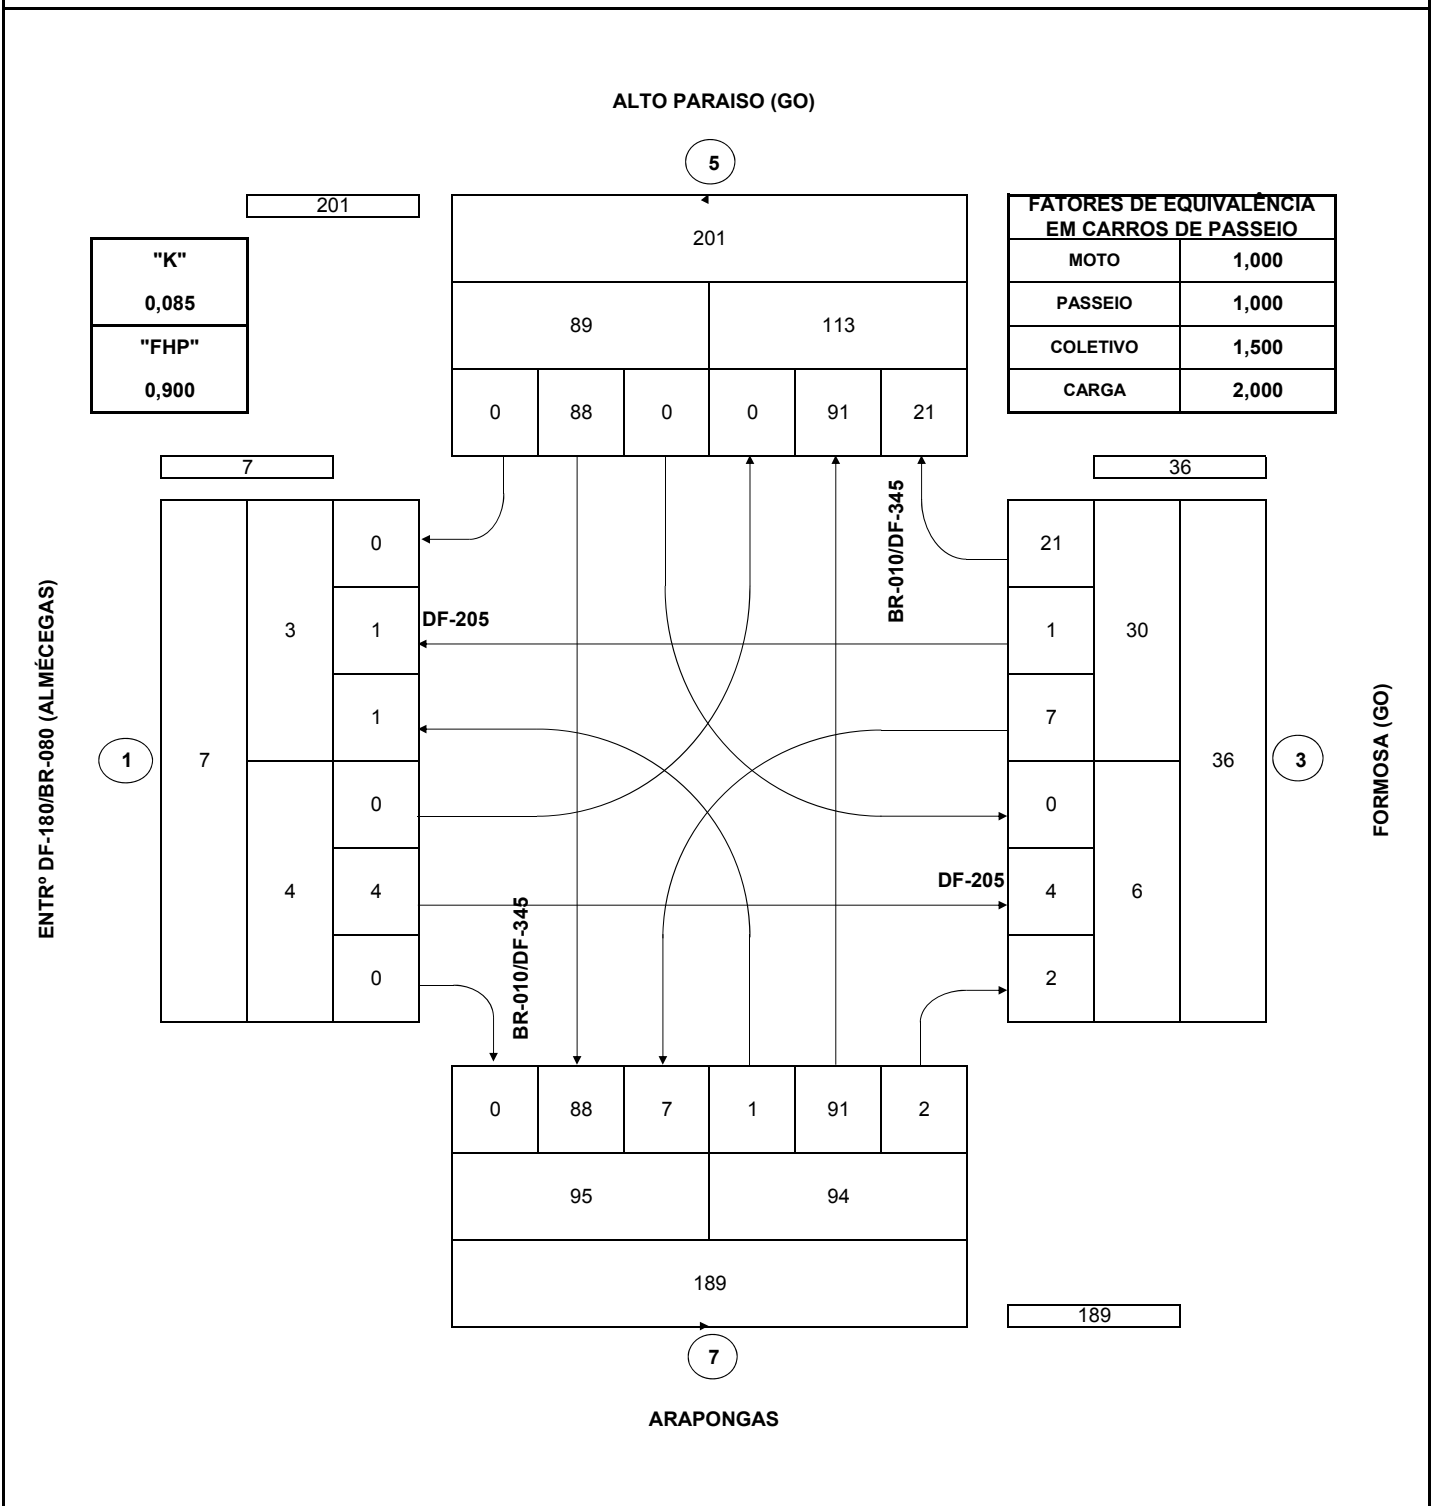 ALTO PARAISO (GO)
5
201
201
FATORES DE EQUIVALÊNCIA
EM CARROS DE PASSEIO
"K"
0,085
"FHP"
0,900
MOTO 1,000
PASSEIO 1,000
COLETIVO 1,500
CARGA 2,000
89 113
0 88 0 0 91 21
7
36
ENTRº DF-180/BR-080 (ALMÉCEGAS)
1
7
3
4
0
1
1
0
4
0
DF-205
BR-010/DF-345
DF-205
BR-010/DF-345
21
1
7
0
4
2
30
6
36
3
FORMOSA (GO)
0 88 7 1 91 2
95 94
189
189
7
ARAPONGAS